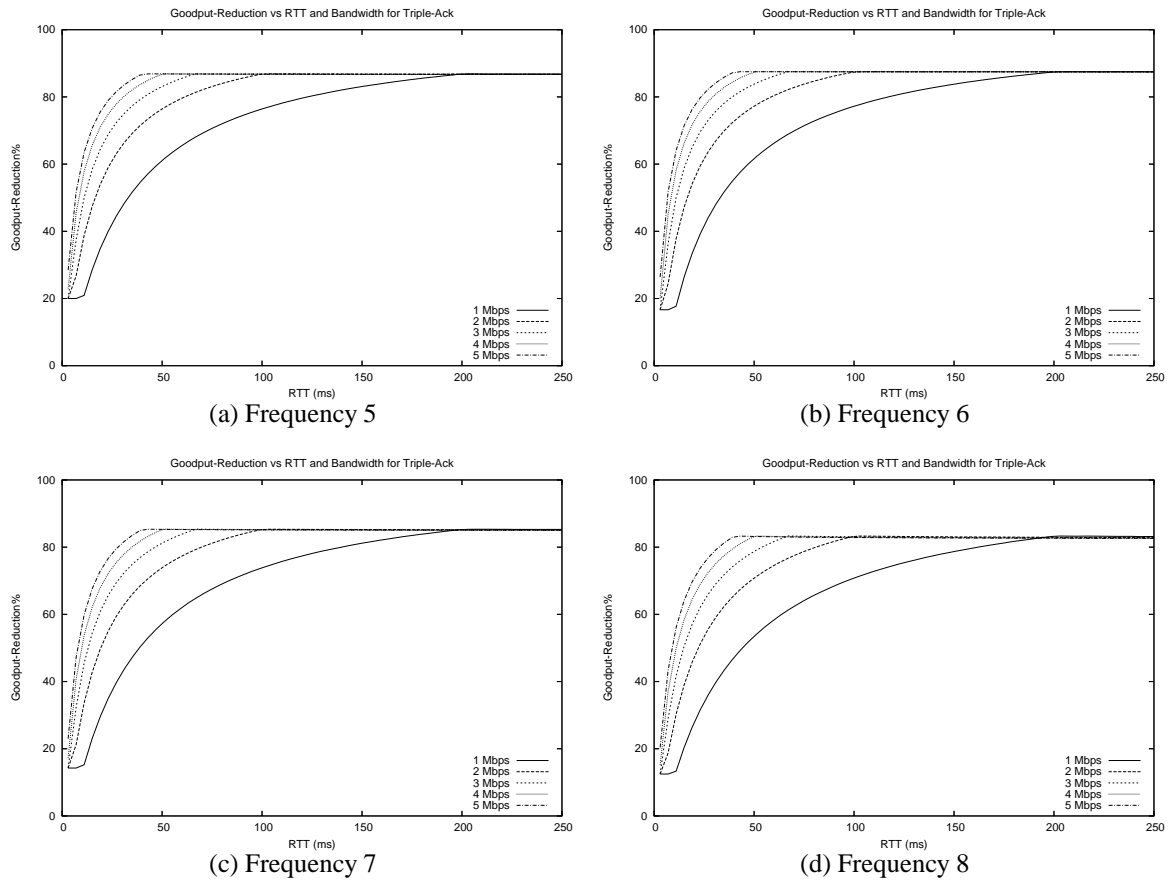 Goodput-Reduction vs RTT and Bandwidth for Triple-Ack
100
80
60
40
20
0
Goodput-Reduction%
1 Mbps
2 Mbps
3 Mbps
4 Mbps
5 Mbps
0 50 100 150 200 250
RTT (ms)
(a) Frequency 5
Goodput-Reduction vs RTT and Bandwidth for Triple-Ack
100
80
60
40
20
0
Goodput-Reduction%
1 Mbps
2 Mbps
3 Mbps
4 Mbps
5 Mbps
0 50 100 150 200 250
RTT (ms)
(b) Frequency 6
Goodput-Reduction vs RTT and Bandwidth for Triple-Ack
100
80
60
40
20
0
Goodput-Reduction%
1 Mbps
2 Mbps
3 Mbps
4 Mbps
5 Mbps
0 50 100 150 200 250
RTT (ms)
(c) Frequency 7
Goodput-Reduction vs RTT and Bandwidth for Triple-Ack
100
80
60
40
20
0
Goodput-Reduction%
1 Mbps
2 Mbps
3 Mbps
4 Mbps
5 Mbps
0 50 100 150 200 250
RTT (ms)
(d) Frequency 8